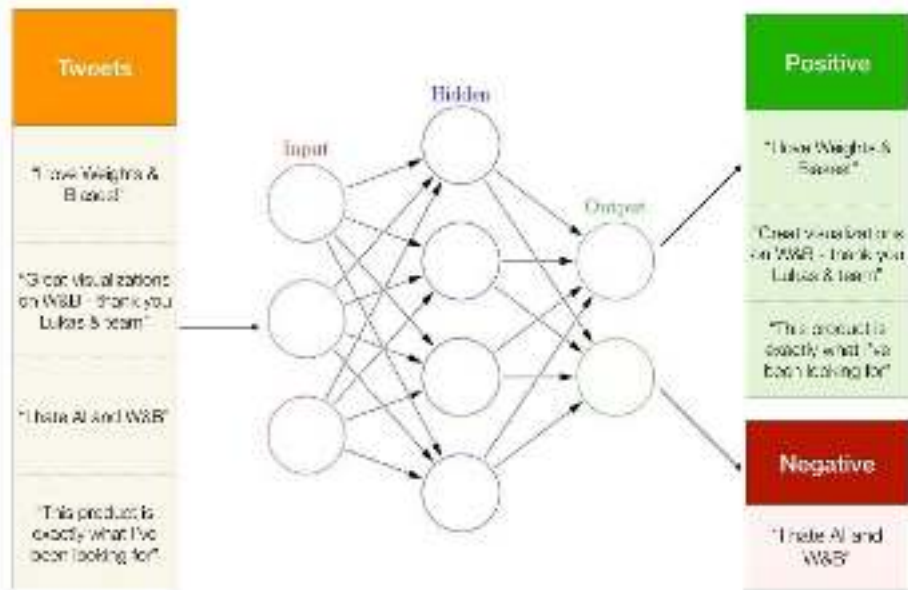 Tweets
"I love Weights &
Biases"
"Great visualizations
on W&B - thank you
Lukas & team"
"I hate AI and W&B"
"This product is
exactly what I've
been looking for"
Input
Hidden
Output
Positive
"I love Weights &
Biases"
"Great visualizations
on W&B - thank you
Lukas & team"
"This product is
exactly what I've
been looking for"
Negative
"I hate AI and
W&B"